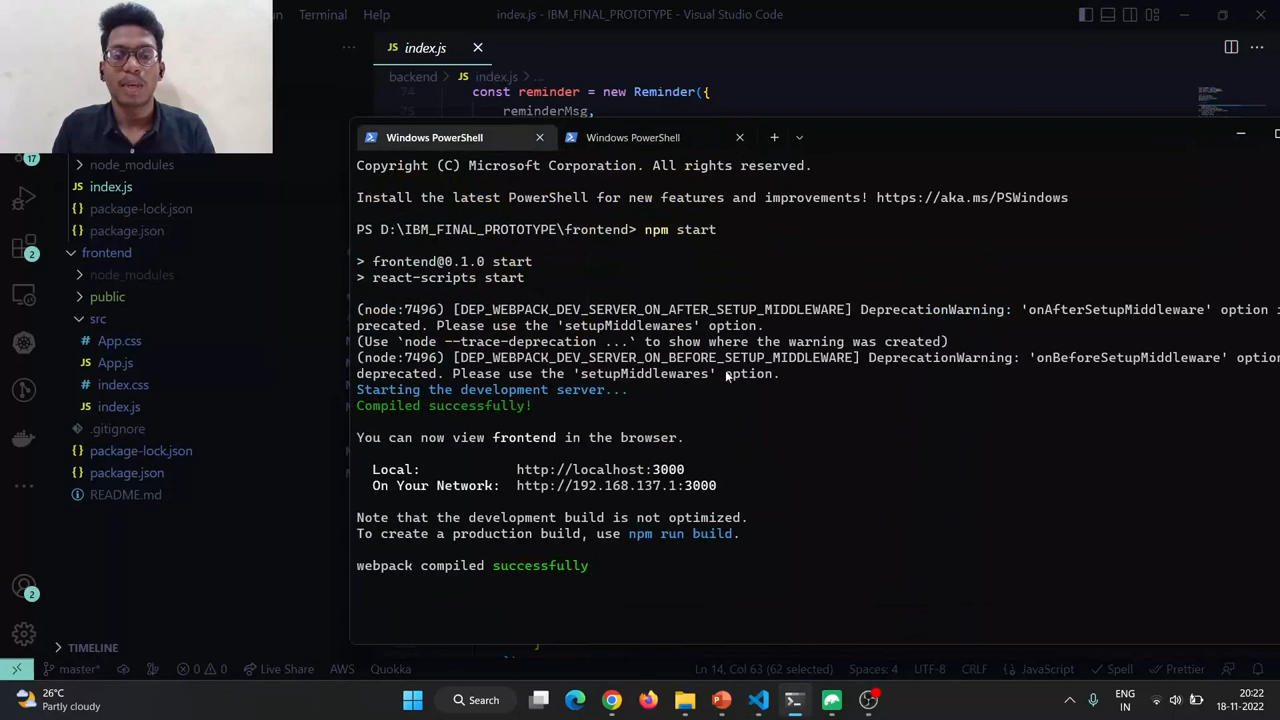 un
Terminal
Help
index.js - IBM_FINAL_PROTOTYPE - Visual Studio Code
index.js
backend > index.js > ...
74 const reminder = new Reminder({
75 reminderMsg,
Windows PowerShell
Windows PowerShell
Copyright (C) Microsoft Corporation. All rights reserved.
Install the latest PowerShell for new features and improvements! https://aka.ms/PSWindows
PS D:\IBM_FINAL_PROTOTYPE\frontend> npm start
> frontend@0.1.0 start
> react-scripts start
(node:7496) [DEP_WEBPACK_DEV_SERVER_ON_AFTER_SETUP_MIDDLEWARE] DeprecationWarning: 'onAfterSetupMiddleware' option i
precated. Please use the 'setupMiddlewares' option.
(Use `node --trace-deprecation ...` to show where the warning was created)
(node:7496) [DEP_WEBPACK_DEV_SERVER_ON_BEFORE_SETUP_MIDDLEWARE] DeprecationWarning: 'onBeforeSetupMiddleware' option
deprecated. Please use the 'setupMiddlewares' option.
Starting the development server...
Compiled successfully!
You can now view frontend in the browser.
Local: http://localhost:3000
On Your Network: http://192.168.137.1:3000
Note that the development build is not optimized.
To create a production build, use npm run build.
webpack compiled successfully
17
2
2
node_modules
index.js
package-lock.json
package.json
frontend
node_modules
public
src
App.css
App.js
index.css
index.js
.gitignore
package-lock.json
package.json
README.md
TIMELINE
master* 0 0 Live Share AWS Quokka
Ln 14, Col 63 (62 selected) Spaces: 4 UTF-8 CRLF JavaScript Spell Prettier
26°C
Partly cloudy
Search
ENG
IN
20:22
18-11-2022